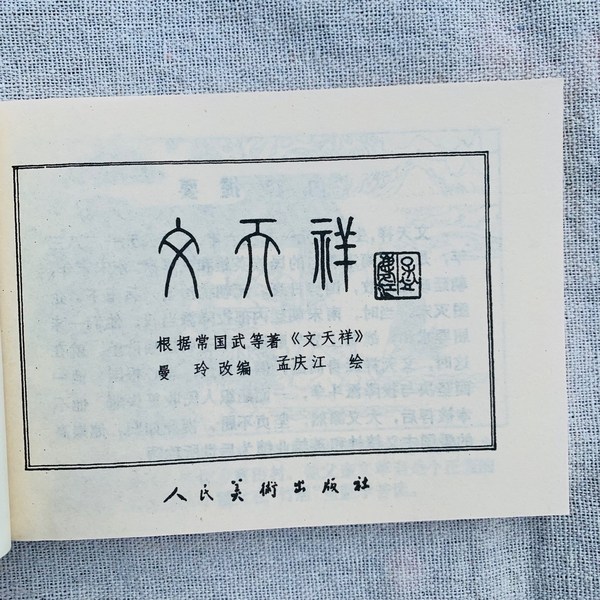 文天祥
根据常国武等著《文天祥》
曼 玲 改编 孟庆江 绘
人民美術出版社